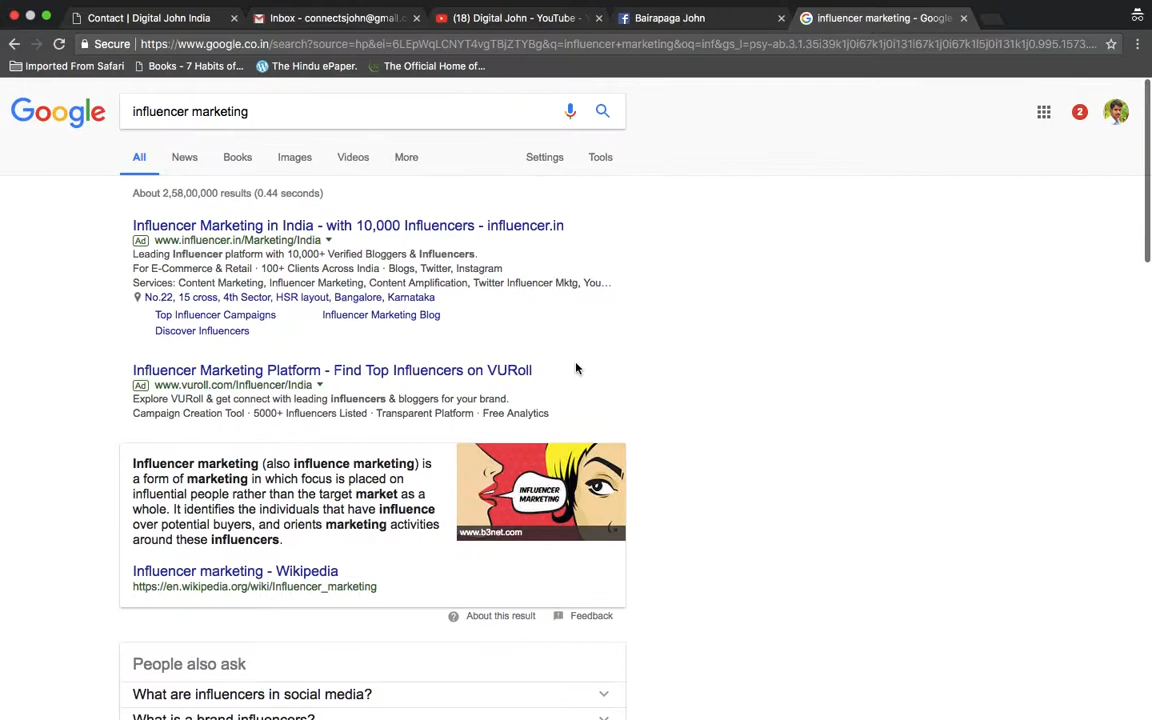 Contact | Digital John India
Inbox - connectsjohn@gmail.c
(18) Digital John - YouTube -
Bairapaga John
influencer marketing - Google
Secure
https://www.google.co.in/search?source=hp&ei=6LEpWqLCNYT4vgTBjZTYBg&q=influencer+marketing&oq=inf&gs_l=psy-ab.3.1.35i39k1j0i67k1j0i131i67k1j0i67k1l5j0i131k1j0.995.1573....
Imported From Safari
Books - 7 Habits of...
The Hindu ePaper.
The Official Home of...
Google
influencer marketing
2
All
News
Books
Images
Videos
More
Settings
Tools
About 2,58,00,000 results (0.44 seconds)
Influencer Marketing in India - with 10,000 Influencers - influencer.in
Ad www.influencer.in/Marketing/India
Leading Influencer platform with 10,000+ Verified Bloggers & Influencers.
For E-Commerce & Retail · 100+ Clients Across India · Blogs, Twitter, Instagram
Services: Content Marketing, Influencer Marketing, Content Amplification, Twitter Influencer Mktg, You...
No.22, 15 cross, 4th Sector, HSR layout, Bangalore, Karnataka
Top Influencer Campaigns
Influencer Marketing Blog
Discover Influencers
Influencer Marketing Platform - Find Top Influencers on VURoll
Ad www.vuroll.com/Influencer/India
Explore VURoll & get connect with leading influencers & bloggers for your brand.
Campaign Creation Tool · 5000+ Influencers Listed · Transparent Platform · Free Analytics
Influencer marketing (also influence marketing) is
a form of marketing in which focus is placed on
influential people rather than the target market as a
whole. It identifies the individuals that have influence
over potential buyers, and orients marketing activities
around these influencers.
INFLUENCER
MARKETING
www.b3net.com
Influencer marketing - Wikipedia
https://en.wikipedia.org/wiki/Influencer_marketing
About this result
Feedback
People also ask
What are influencers in social media?
What is a brand influencers?